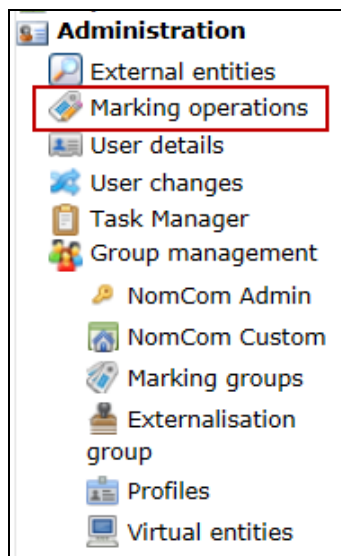 Administration
External entities
Marking operations
User details
User changes
Task Manager
Group management
NomCom Admin
NomCom Custom
Marking groups
Externalisation
group
Profiles
Virtual entities